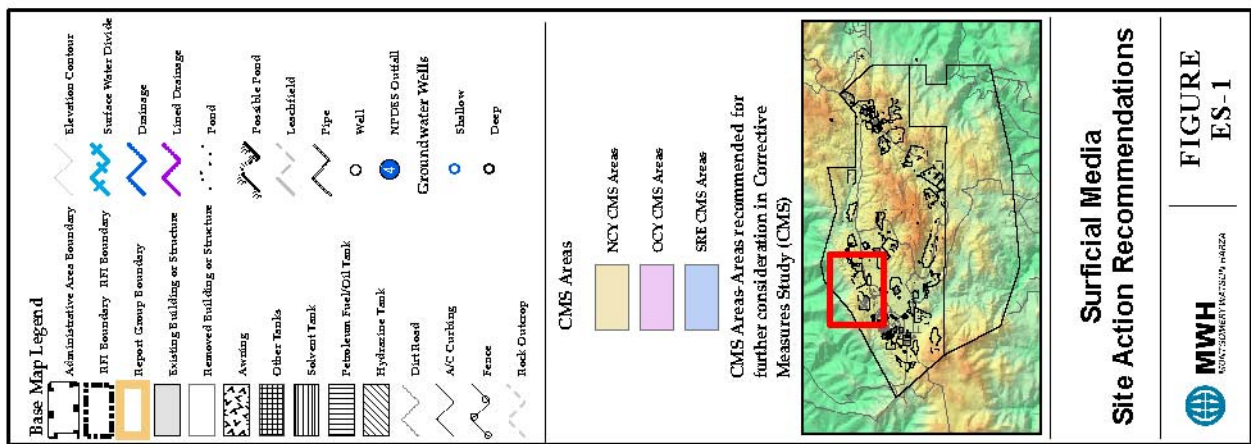 Base Map Legend
Administrative Area Boundary
RFI Boundary RFI Boundary
Report Group Boundary
Existing Building or Structure
Removed Building or Structure
Awning
Other Tanks
Solvent Tank
Petroleum Fuel/Oil Tank
Hydrazine Tank
Dirt Road
A/C Curbing
Fence
Rock Outcrop
Elevation Contour
Surface Water Divide
Drainage
Lined Drainage
Pond
Possible Pond
Leachfield
Pipe
Well
4 NPDES Outfall
Groundwater Wells
Shallow
Deep
CMS Areas
NCY CMS Areas
OCY CMS Areas
SRE CMS Areas
CMS Areas- Areas recommended for
further consideration in Corrective
Measures Study (CMS)
Surficial Media
Site Action Recommendations
MWH
MONTGOMERY WATSON HARZA
FIGURE
ES-1